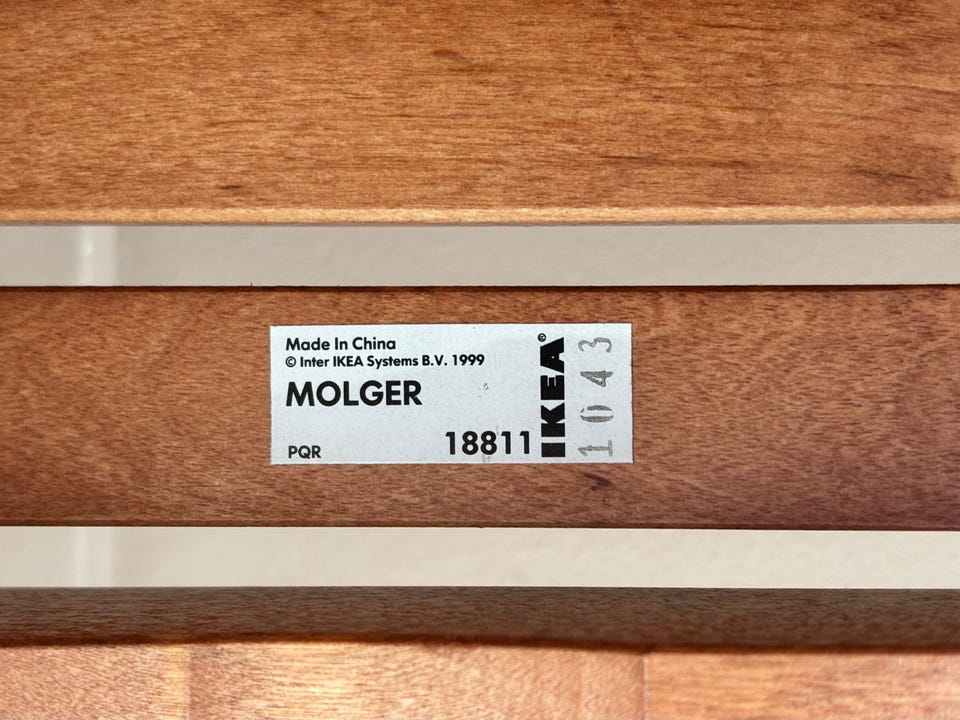 Made In China
© Inter IKEA Systems B.V. 1999
MOLGER
PQR
18811
IKEA®
1043